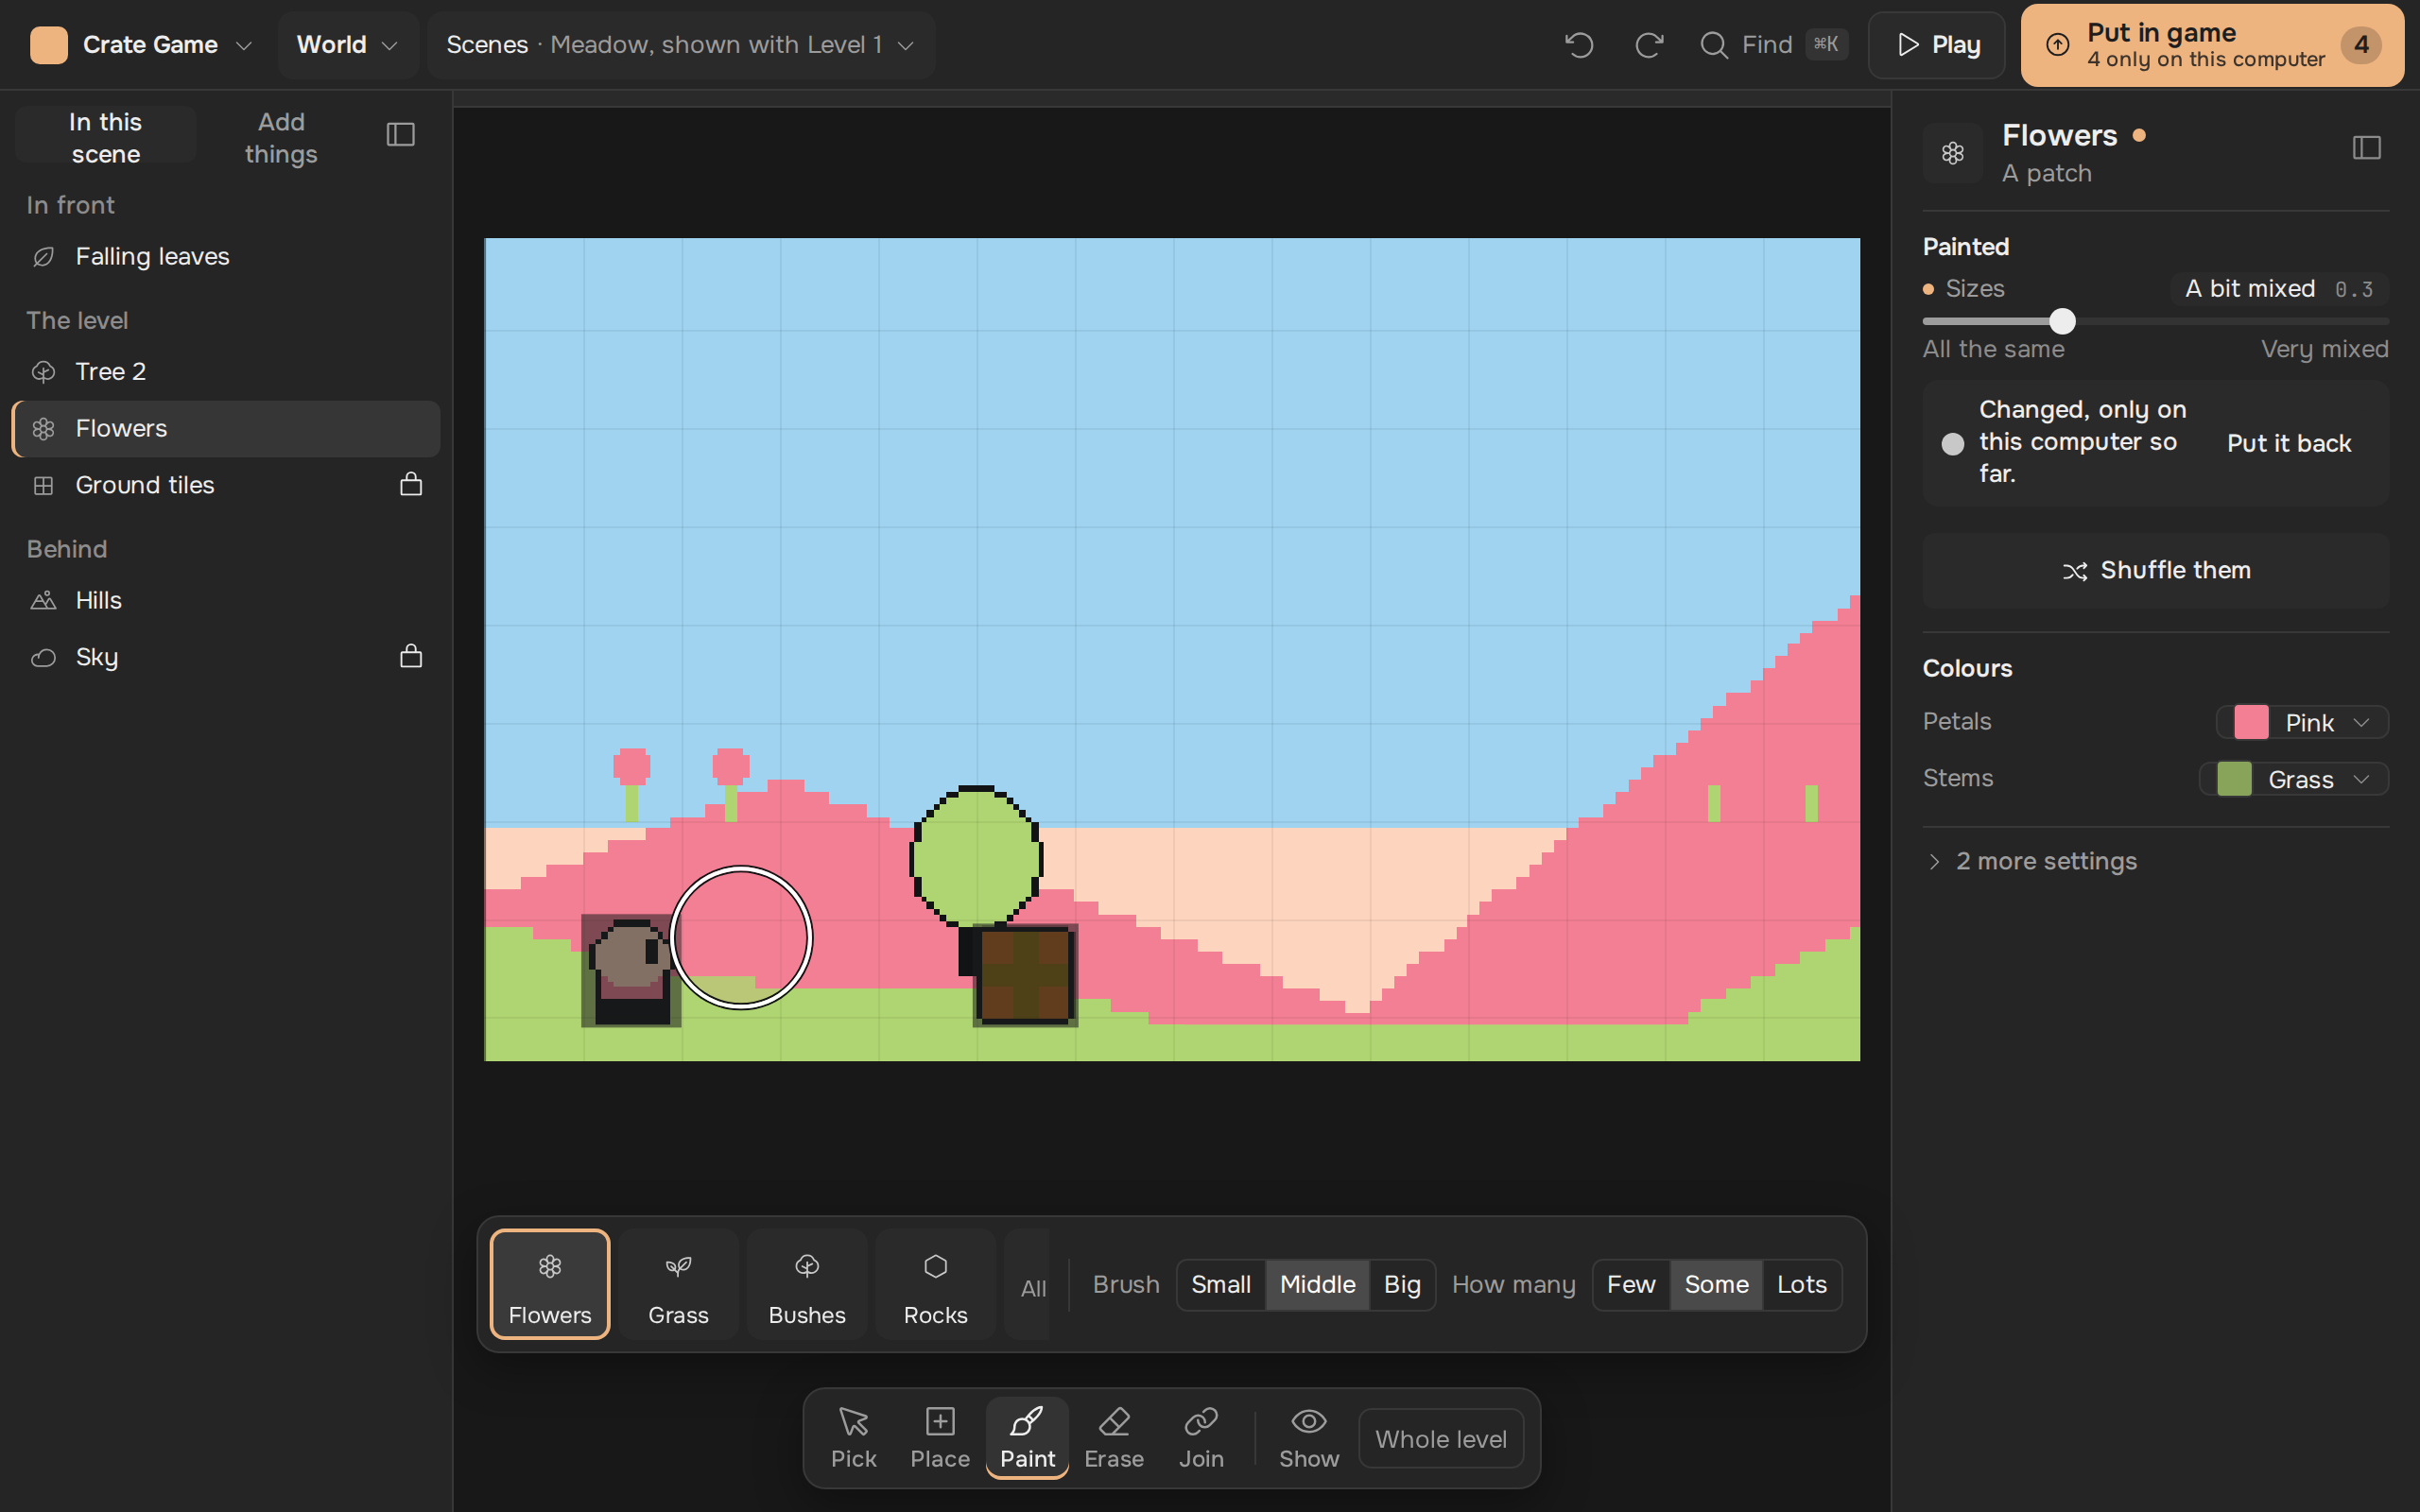 Crate Game
World
Scenes · Meadow, shown with Level 1
Find ⌘K
Play
Put in game
4 only on this computer
4
In this
scene
Add
things
In front
Falling leaves
The level
Tree 2
Flowers
Ground tiles
Behind
Hills
Sky
Flowers
A patch
Painted
Sizes
A bit mixed 0.3
All the same
Very mixed
Changed, only on
this computer so
far.
Put it back
Shuffle them
Colours
Petals
Pink
Stems
Grass
2 more settings
Flowers
Grass
Bushes
Rocks
All
Brush
Small
Middle
Big
How many
Few
Some
Lots
Pick
Place
Paint
Erase
Join
Show
Whole level